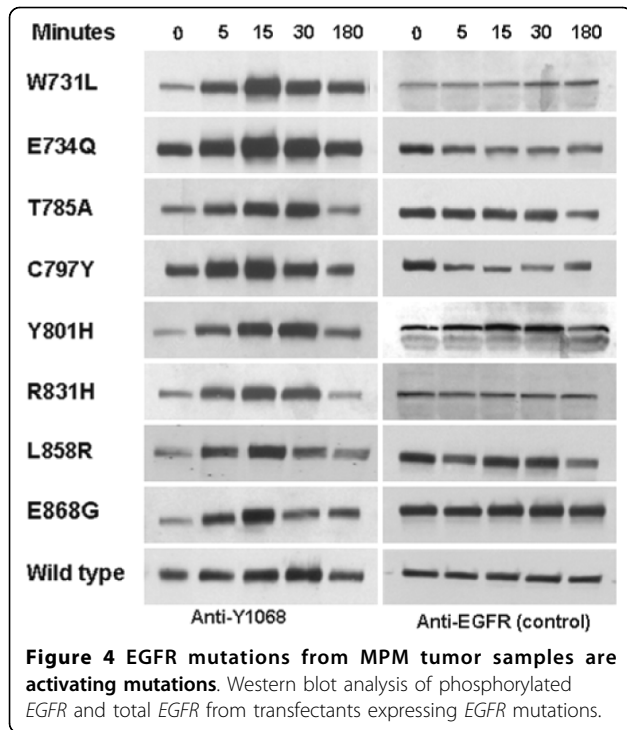 Minutes 0 5 15 30 180 0 5 15 30 180
W731L
E734Q
T785A
C797Y
Y801H
R831H
L858R
E868G
Wild type
Anti-Y1068 Anti-EGFR (control)
Figure 4 EGFR mutations from MPM tumor samples are
activating mutations. Western blot analysis of phosphorylated
EGFR and total EGFR from transfectants expressing EGFR mutations.